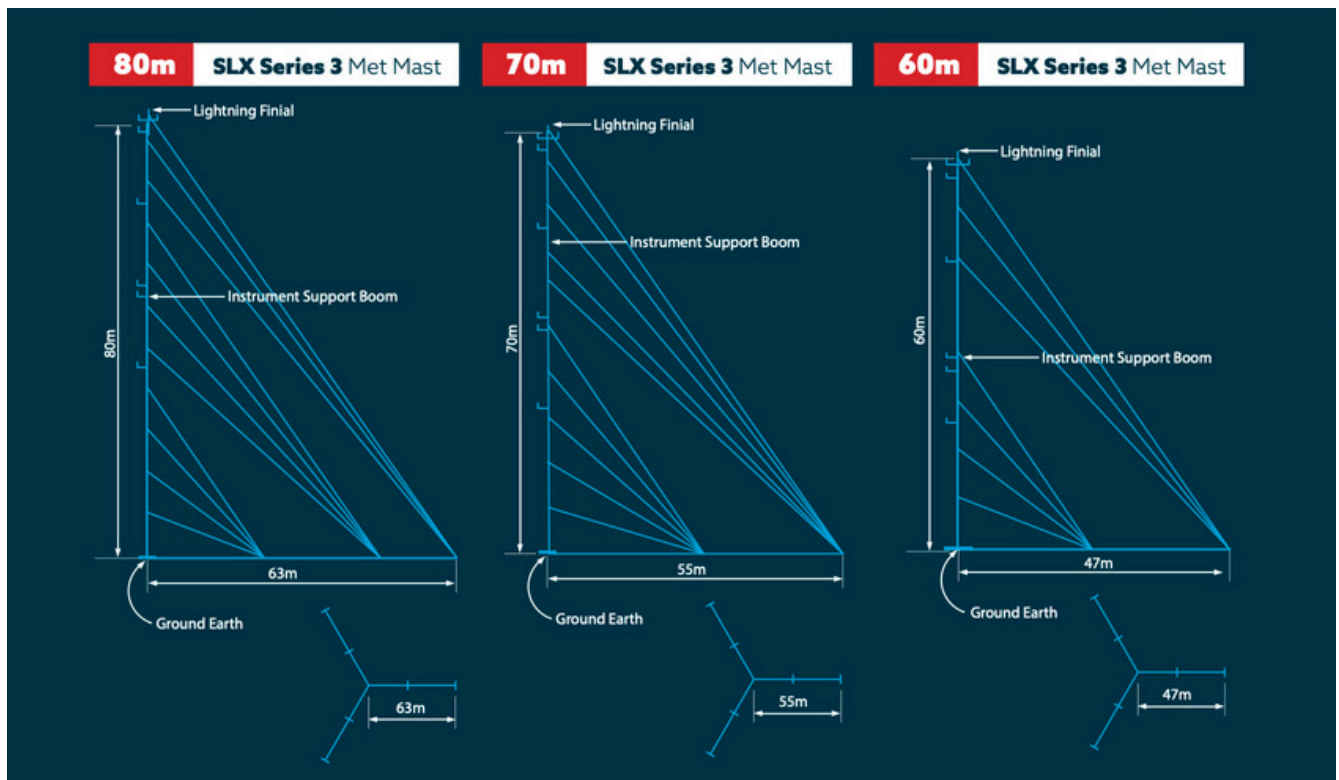 80m SLX Series 3 Met Mast
Lightning Finial
Instrument Support Boom
80m
63m
Ground Earth
63m
70m SLX Series 3 Met Mast
Lightning Finial
Instrument Support Boom
70m
55m
Ground Earth
55m
60m SLX Series 3 Met Mast
Lightning Finial
60m
Instrument Support Boom
47m
Ground Earth
47m